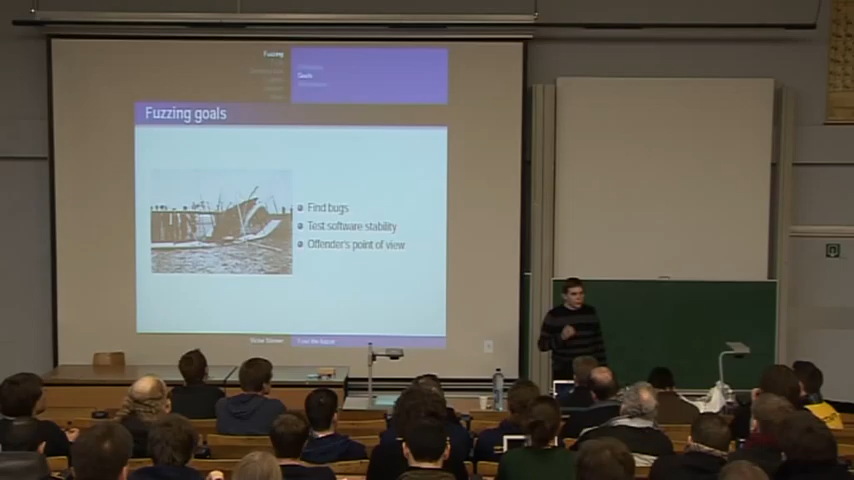 Fuzzing
Goals
Fuzzing goals
Find bugs
Test software stability
Offender's point of view